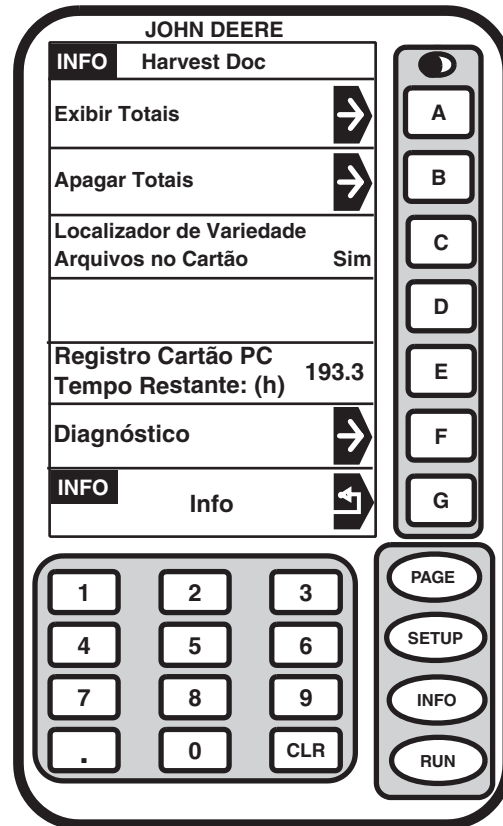 JOHN DEERE
INFO Harvest Doc
Exibir Totais
A
Apagar Totais
B
Localizador de Variedade
Arquivos no Cartão Sim
C
D
Registro Cartão PC
Tempo Restante: (h) 193.3
E
Diagnóstico
F
INFO Info
G
1 2 3
4 5 6
7 8 9
. 0 CLR
PAGE
SETUP
INFO
RUN